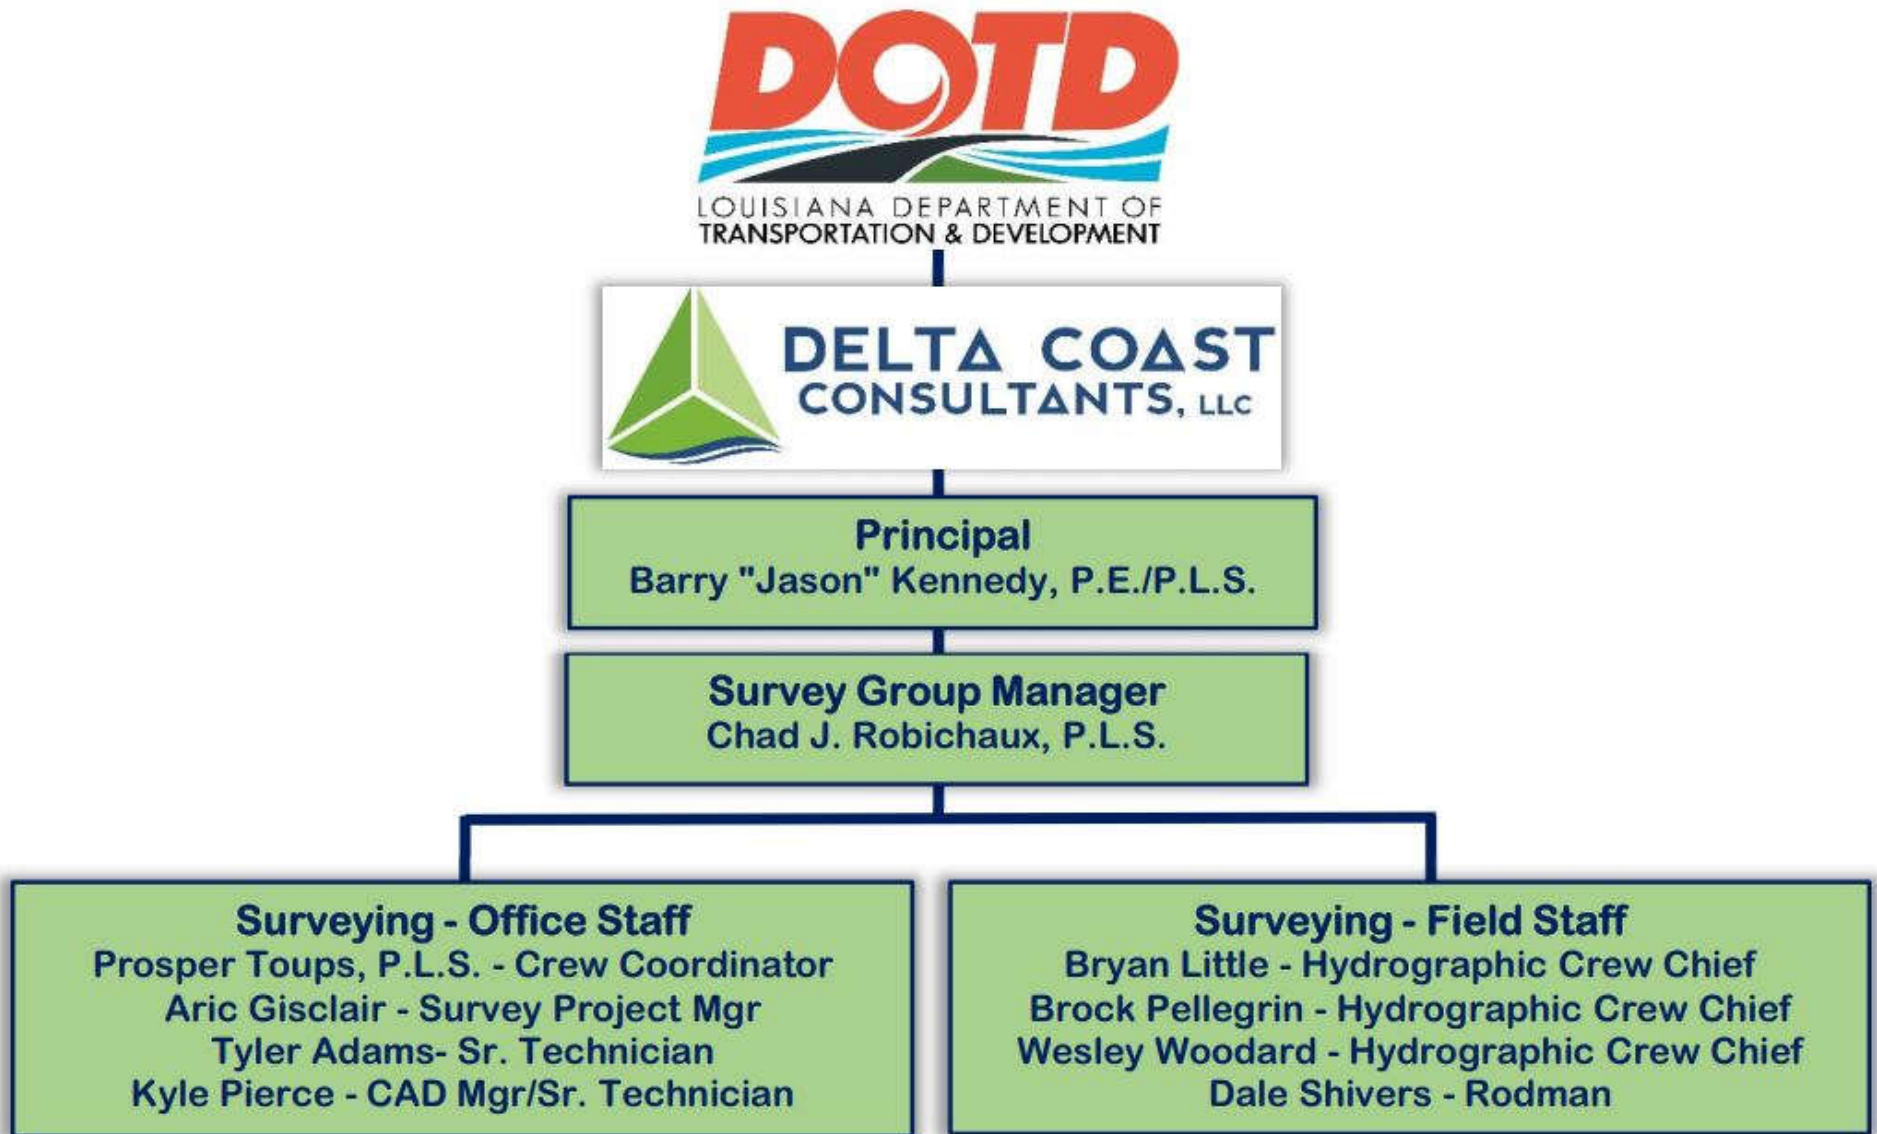 DOTD
LOUISIANA DEPARTMENT OF
TRANSPORTATION & DEVELOPMENT
DELTA COAST
CONSULTANTS, LLC
Principal
Barry "Jason" Kennedy, P.E./P.L.S.
Survey Group Manager
Chad J. Robichaux, P.L.S.
Surveying - Office Staff
Prosper Toups, P.L.S. - Crew Coordinator
Aric Gisclair - Survey Project Mgr
Tyler Adams- Sr. Technician
Kyle Pierce - CAD Mgr/Sr. Technician
Surveying - Field Staff
Bryan Little - Hydrographic Crew Chief
Brock Pellegrin - Hydrographic Crew Chief
Wesley Woodard - Hydrographic Crew Chief
Dale Shivers - Rodman